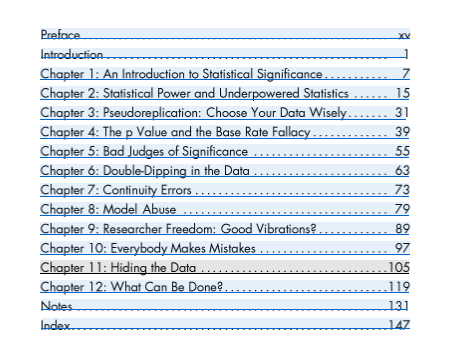 Preface............................................................xv
Introduction.......................................................1
Chapter 1: An Introduction to Statistical Significance............ 7
Chapter 2: Statistical Power and Underpowered Statistics ...... 15
Chapter 3: Pseudoreplication: Choose Your Data Wisely....... 31
Chapter 4: The p Value and the Base Rate Fallacy.............. 39
Chapter 5: Bad Judges of Significance ......................... 55
Chapter 6: Double-Dipping in the Data ......................... 63
Chapter 7: Continuity Errors .................................. 73
Chapter 8: Model Abuse ........................................ 79
Chapter 9: Researcher Freedom: Good Vibrations?............. 89
Chapter 10: Everybody Makes Mistakes ........................ 97
Chapter 11: Hiding the Data ..................................105
Chapter 12: What Can Be Done?...............................119
Notes.............................................................131
Index.............................................................147